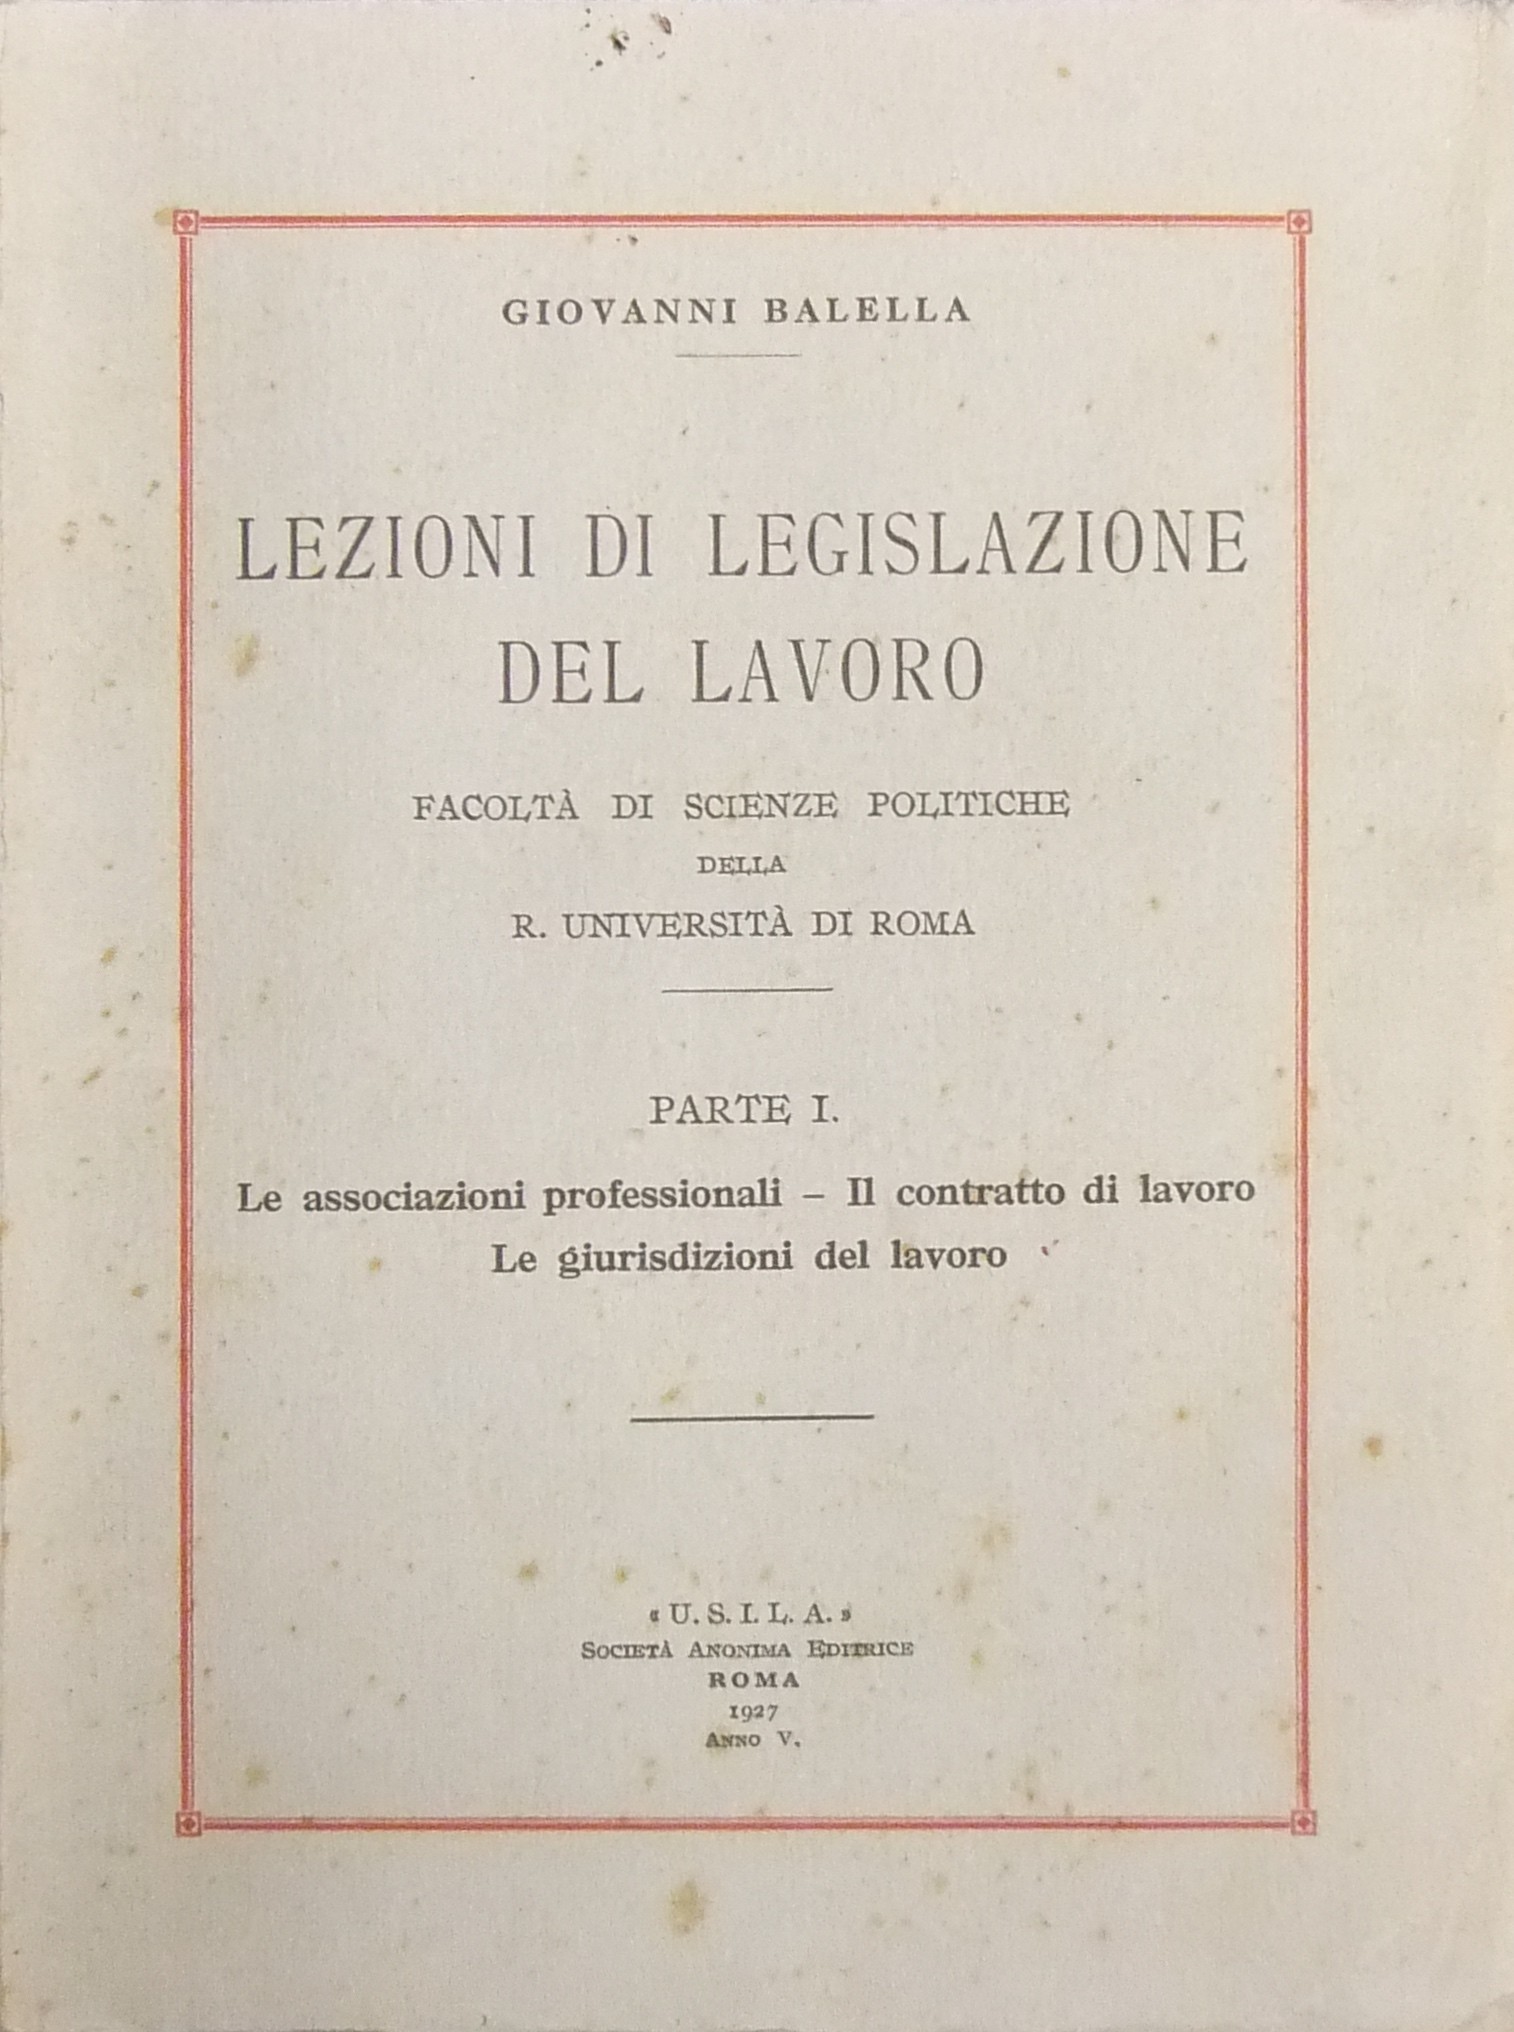 GIOVANNI BALELLA
LEZIONI DI LEGISLAZIONE
DEL LAVORO
FACOLTÀ DI SCIENZE POLITICHE
DELLA
R. UNIVERSITÀ DI ROMA
PARTE I.
Le associazioni professionali – Il contratto di lavoro
Le giurisdizioni del lavoro
« U. S. I. L. A. »
SOCIETÀ ANONIMA EDITRICE
ROMA
1927
ANNO V.